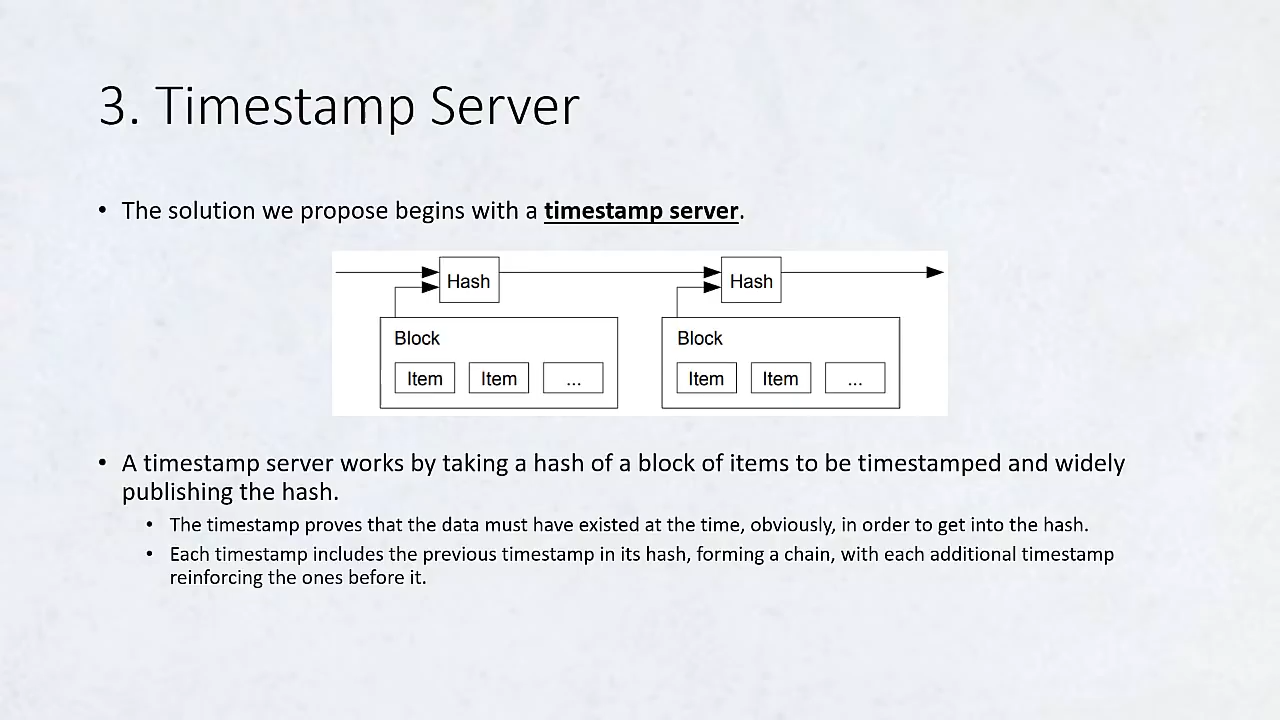 3. Timestamp Server
• The solution we propose begins with a timestamp server.
Hash Hash
Block Block
Item Item ... Item Item ...
• A timestamp server works by taking a hash of a block of items to be timestamped and widely
publishing the hash.
• The timestamp proves that the data must have existed at the time, obviously, in order to get into the hash.
• Each timestamp includes the previous timestamp in its hash, forming a chain, with each additional timestamp
reinforcing the ones before it.